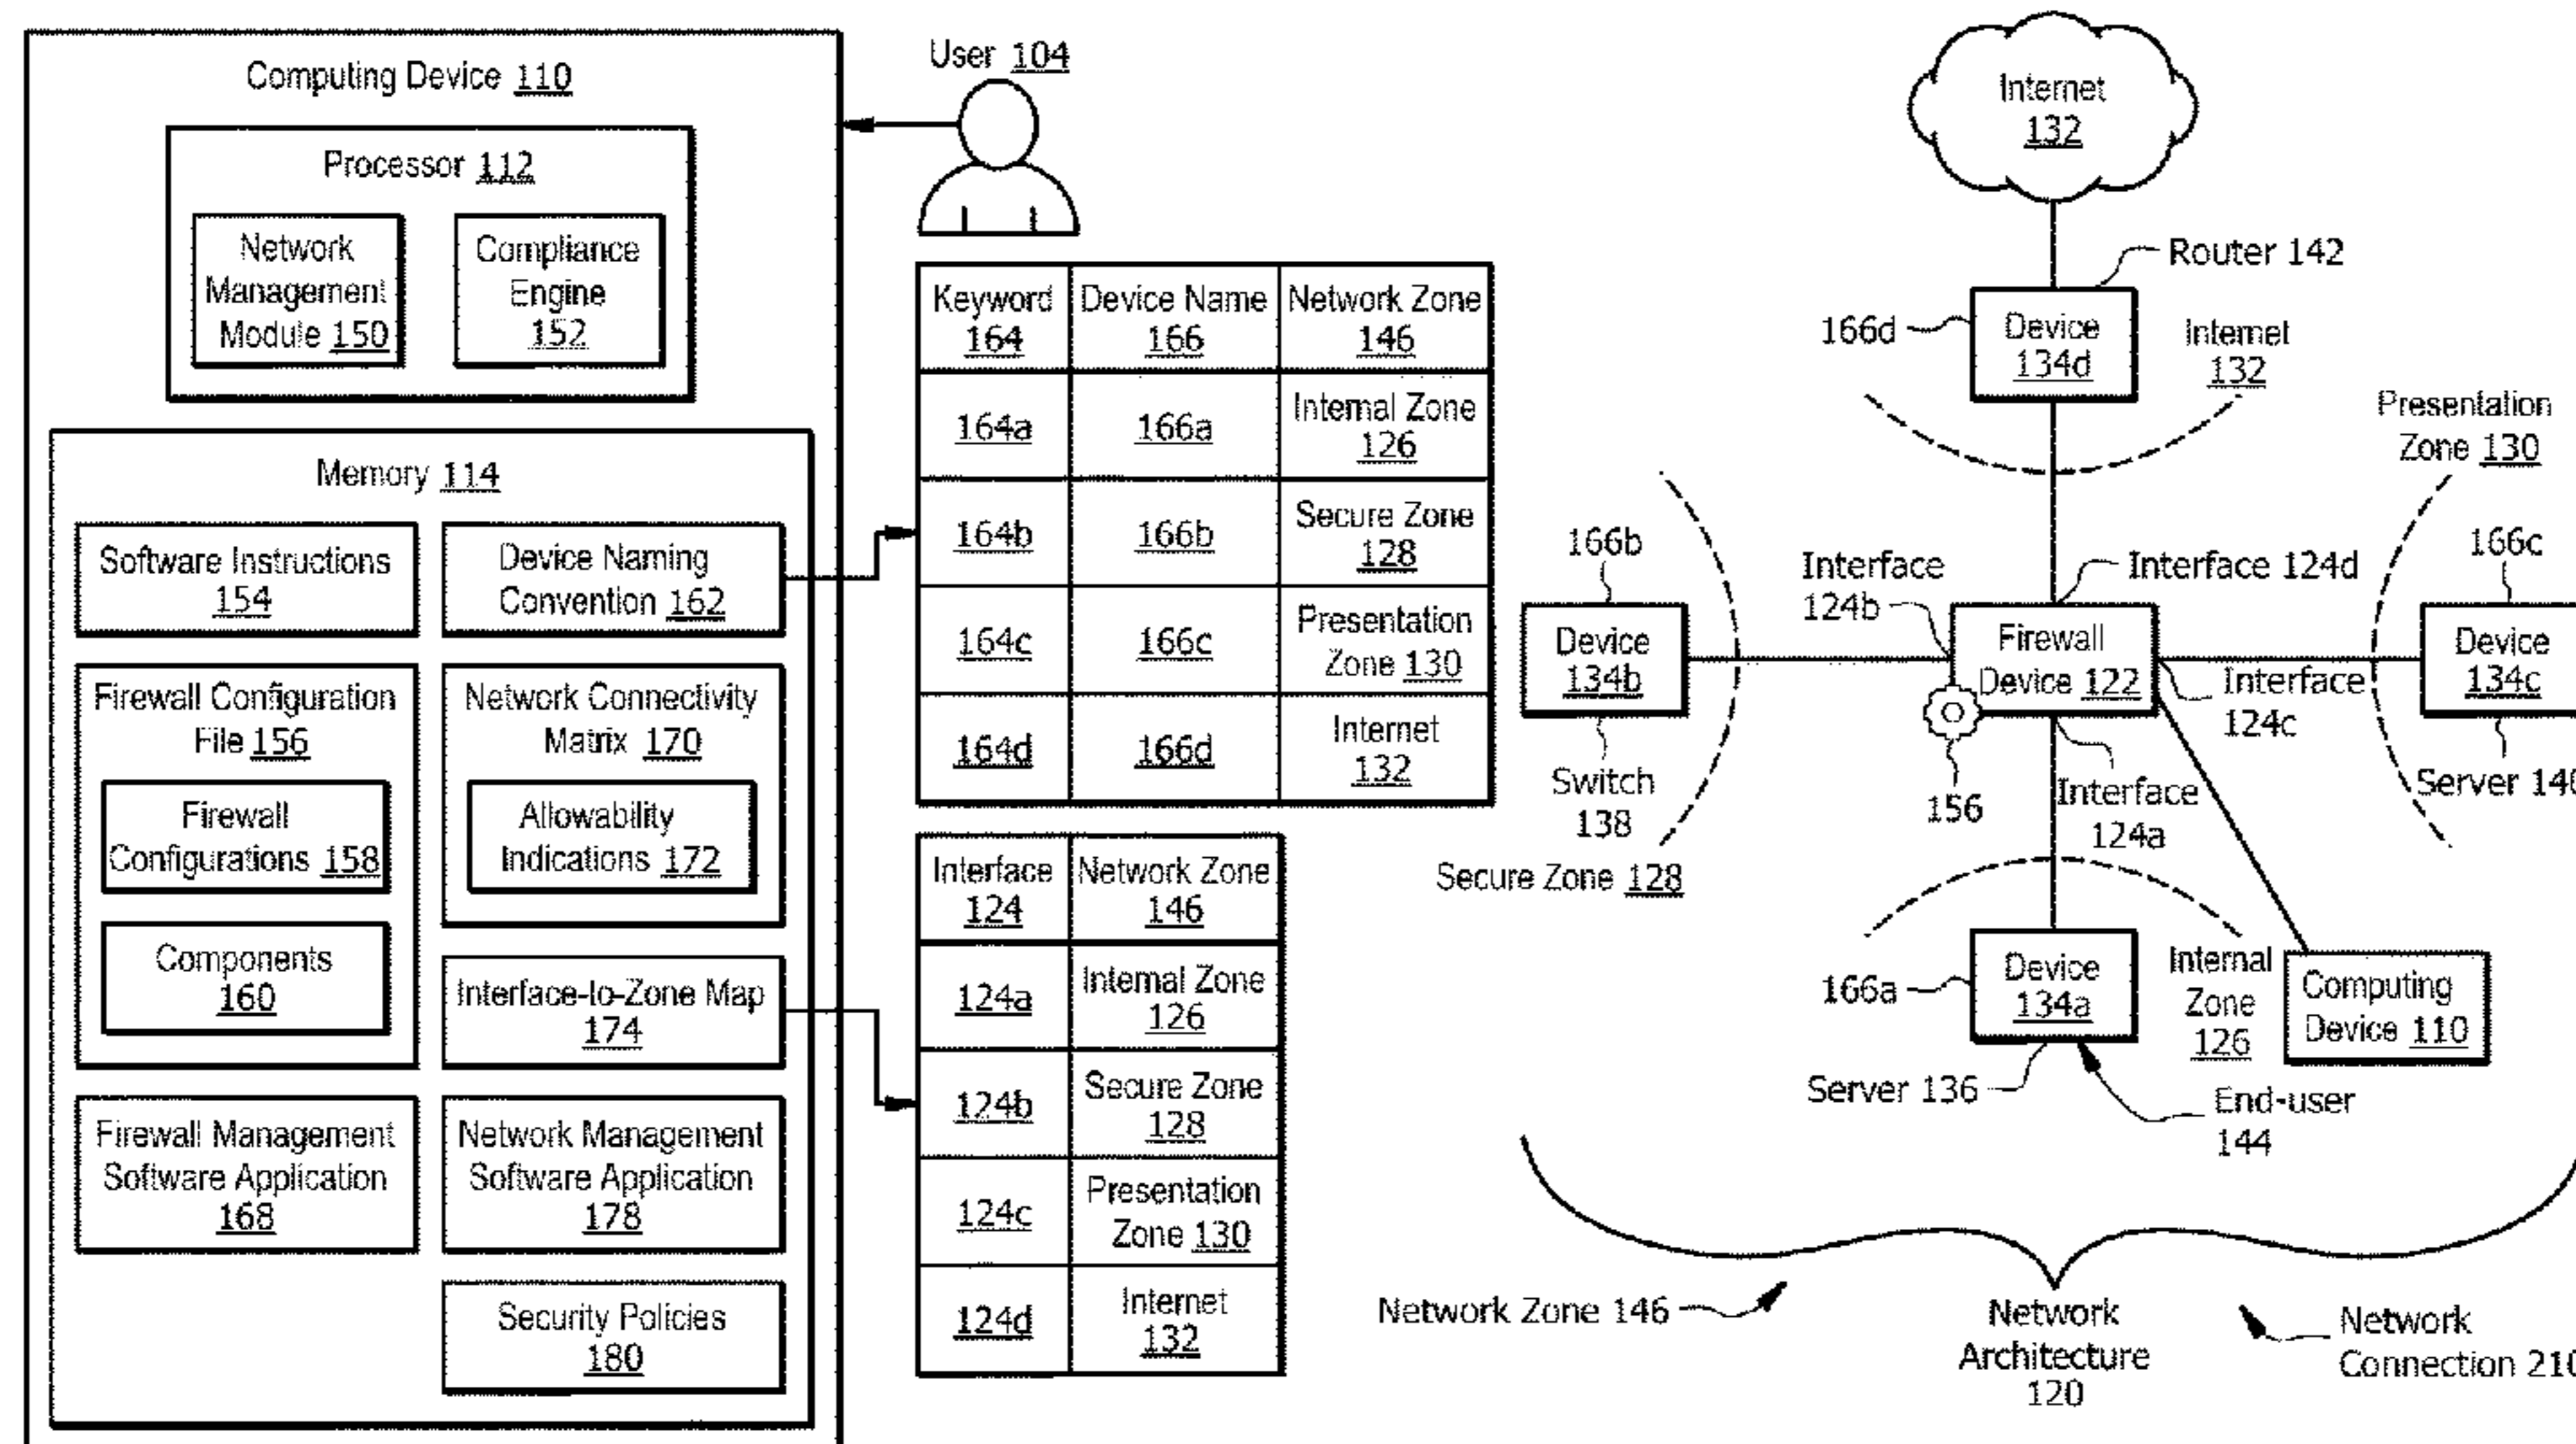 Computing Device 110
Processor 112
Network
Management
Module 150
Compliance
Engine
152
Memory 114
Software Instructions
154
Device Naming
Convention 162
Firewall Configuration
File 156
Firewall
Configurations 158
Components
160
Network Connectivity
Matrix 170
Allowability
Indications 172
Interface-to-Zone Map
174
Firewall Management
Software Application
168
Network Management
Software Application
178
Security Policies
180
User 104
Keyword
164
Device Name
166
Network Zone
146
164a
166a
Internal Zone
126
164b
166b
Secure Zone
128
164c
166c
Presentation
Zone 130
164d
166d
Internet
132
Interface
124
Network Zone
146
124a
Internal Zone
126
124b
Secure Zone
128
124c
Presentation
Zone 130
124d
Internet
132
Internet
132
Router 142
166d
Device
134d
Internet
132
Presentation
Zone 130
166b
Device
134b
Switch
138
Secure Zone 128
Interface
124b
Interface 124d
Firewall
Device 122
156
Interface
124c
Interface
124a
166c
Device
134c
Server 140
166a
Device
134a
Internal
Zone
126
Computing
Device 110
Server 136
End-user
144
Network Zone 146
Network
Architecture
120
Network
Connection 210